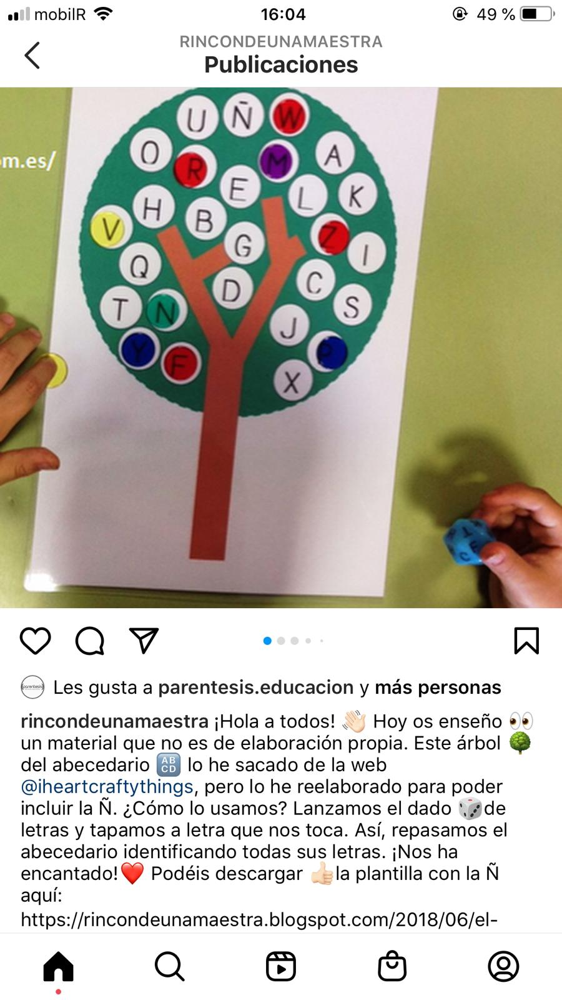 mobilR 16:04 49 %
RINCONDEUNAMAESTRA
Publicaciones
U Ñ W
O R M A
m.es/
H E L K
V B G Z I
Q D C S
T N J
Y F P
X
T
C
Les gusta a parentesis.educacion y más personas
rincondeunamaestra ¡Hola a todos! 👋🏻 Hoy os enseño 👀
un material que no es de elaboración propia. Este árbol 🌳
del abecedario 🔠 lo he sacado de la web
@iheartcraftythings, pero lo he reelaborado para poder
incluir la Ñ. ¿Cómo lo usamos? Lanzamos el dado 🎲de
letras y tapamos a letra que nos toca. Así, repasamos el
abecedario identificando todas sus letras. ¡Nos ha
encantado!❤️ Podéis descargar 👍🏻la plantilla con la Ñ
aquí:
https://rincondeunamaestra.blogspot.com/2018/06/el-